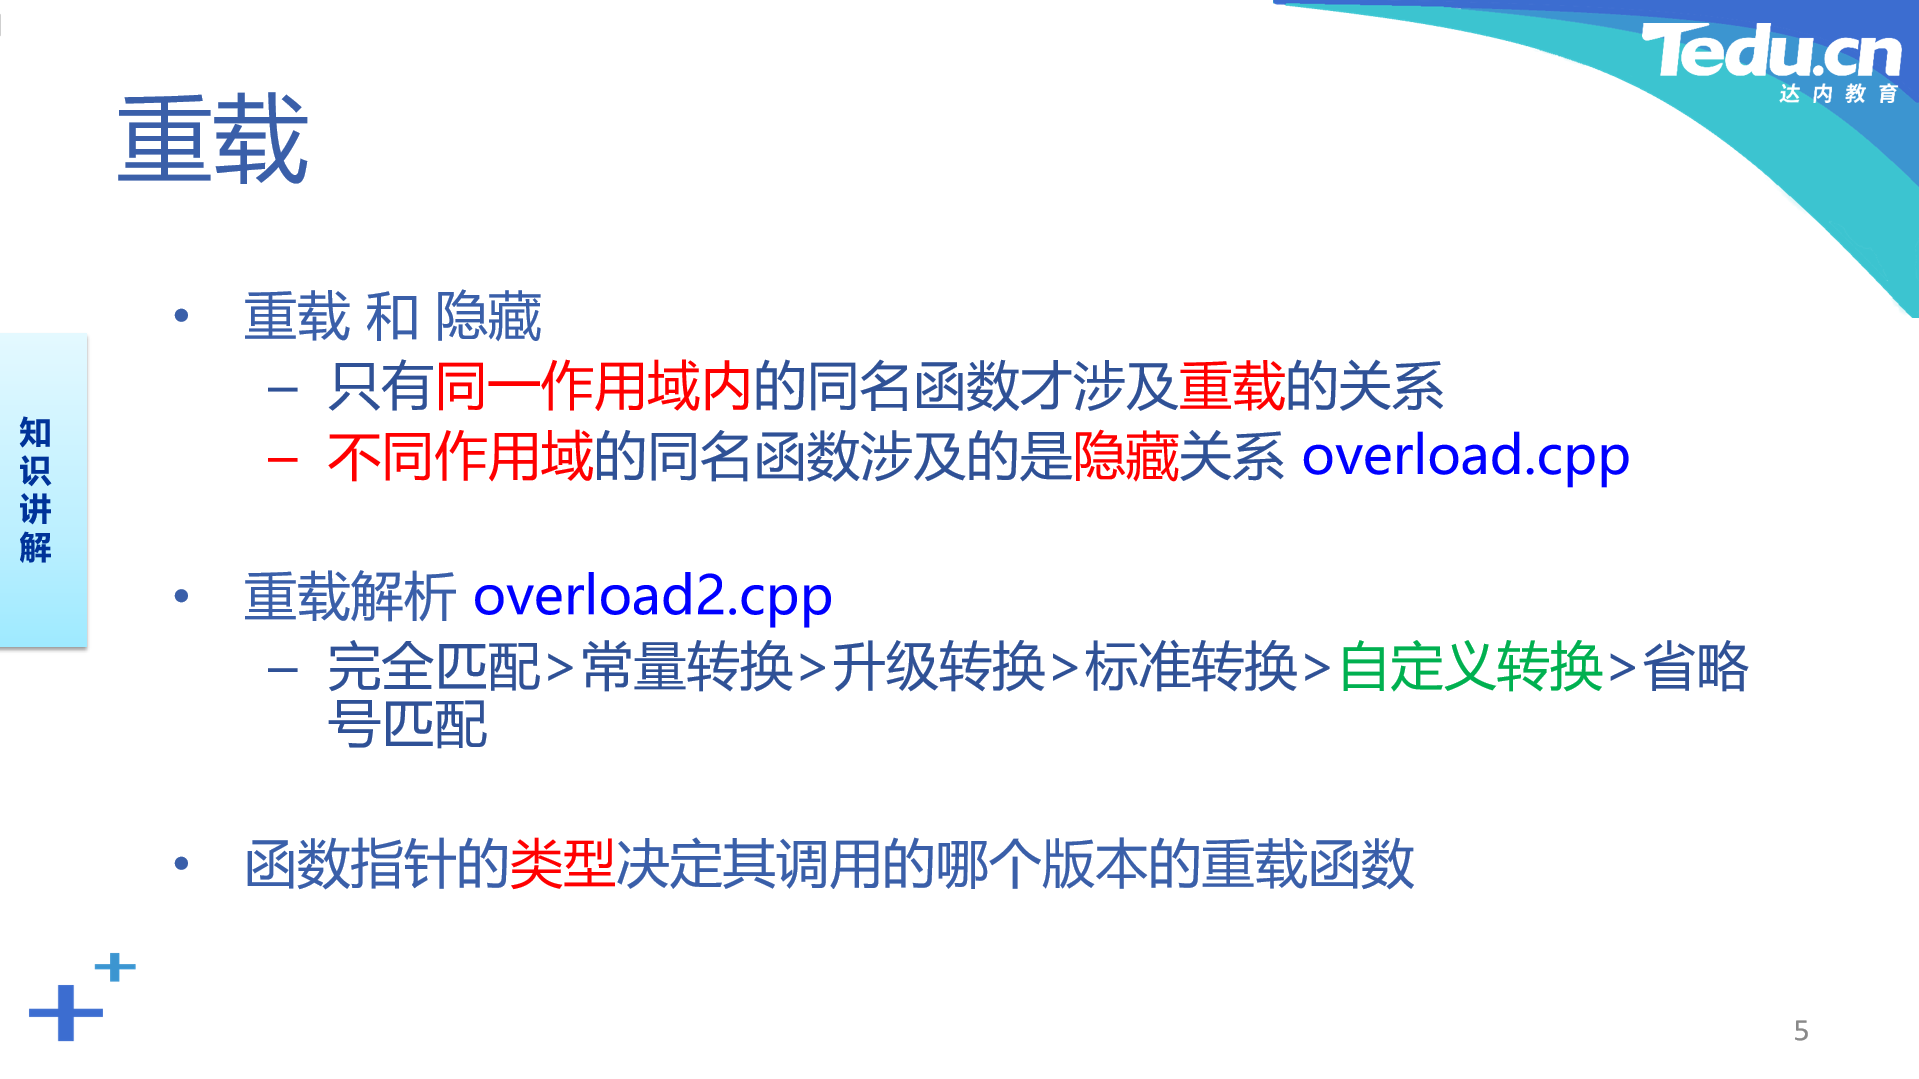 Tedu.cn
达内教育
重载
• 重载 和 隐藏
– 只有同一作用域内的同名函数才涉及重载的关系
– 不同作用域的同名函数涉及的是隐藏关系 overload.cpp
知
识
讲
解
• 重载解析 overload2.cpp
– 完全匹配>常量转换>升级转换>标准转换>自定义转换>省略
号匹配
• 函数指针的类型决定其调用的哪个版本的重载函数
5